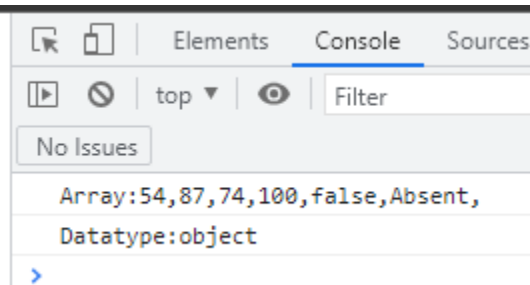 Elements Console Sources
top ▼ Filter
No Issues
Array:54,87,74,100,false,Absent,
Datatype:object
>